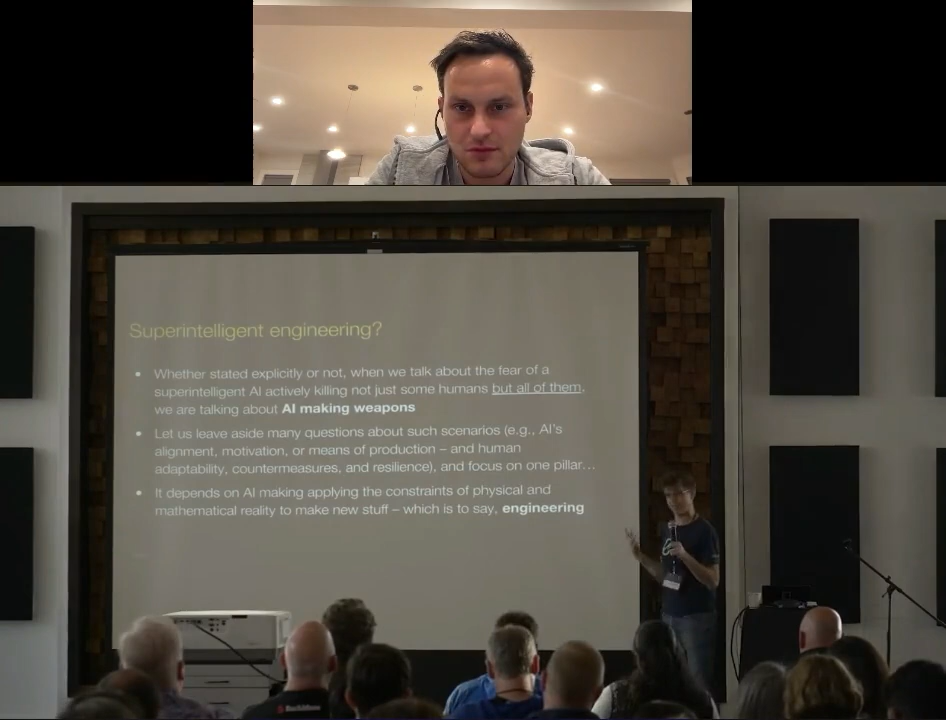 Superintelligent engineering?
Whether stated explicitly or not, when we talk about the fear of a
superintelligent AI actively killing not just some humans but all of them,
we are talking about AI making weapons
Let us leave aside many questions about such scenarios (e.g., AI's
alignment, motivation, or means of production – and human
adaptability, countermeasures, and resilience), and focus on one pillar…
It depends on AI making applying the constraints of physical and
mathematical reality to make new stuff – which is to say, engineering